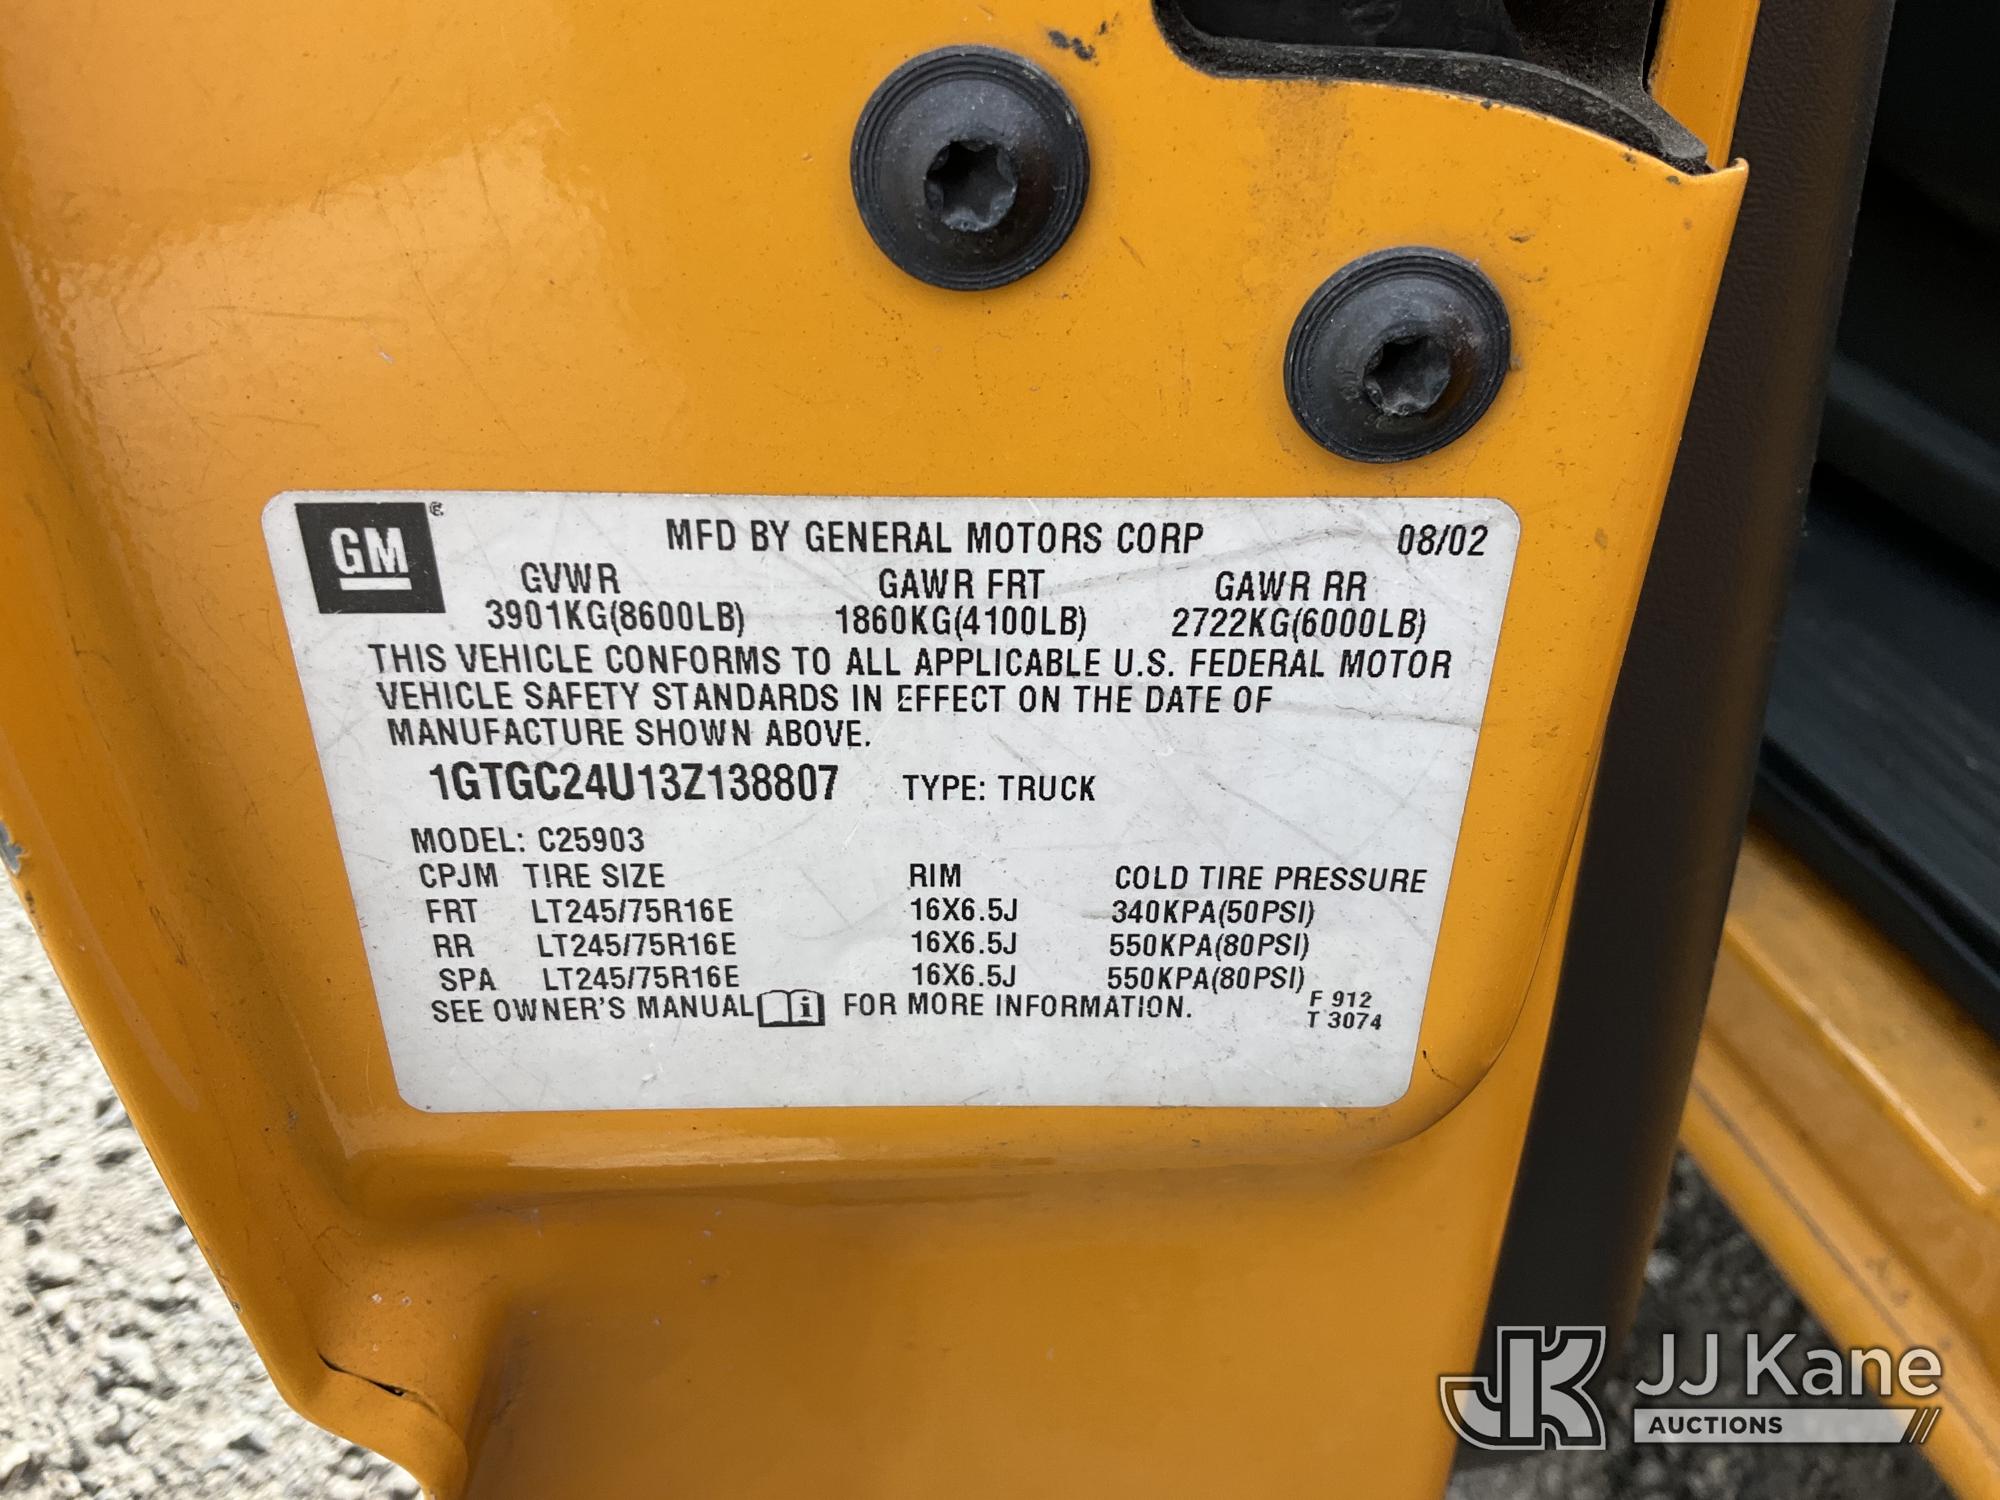 GM
MFD BY GENERAL MOTORS CORP 08/02
GVWR GAWR FRT GAWR RR
3901KG(8600LB) 1860KG(4100LB) 2722KG(6000LB)
THIS VEHICLE CONFORMS TO ALL APPLICABLE U.S. FEDERAL MOTOR
VEHICLE SAFETY STANDARDS IN EFFECT ON THE DATE OF
MANUFACTURE SHOWN ABOVE.
1GTGC24U13Z138807 TYPE: TRUCK
MODEL: C25903
CPJM TIRE SIZE RIM COLD TIRE PRESSURE
FRT LT245/75R16E 16X6.5J 340KPA(50PSI)
RR LT245/75R16E 16X6.5J 550KPA(80PSI)
SPA LT245/75R16E 16X6.5J 550KPA(80PSI)
SEE OWNER'S MANUAL i FOR MORE INFORMATION.
F 912
T 3074
JK JJ Kane
AUCTIONS